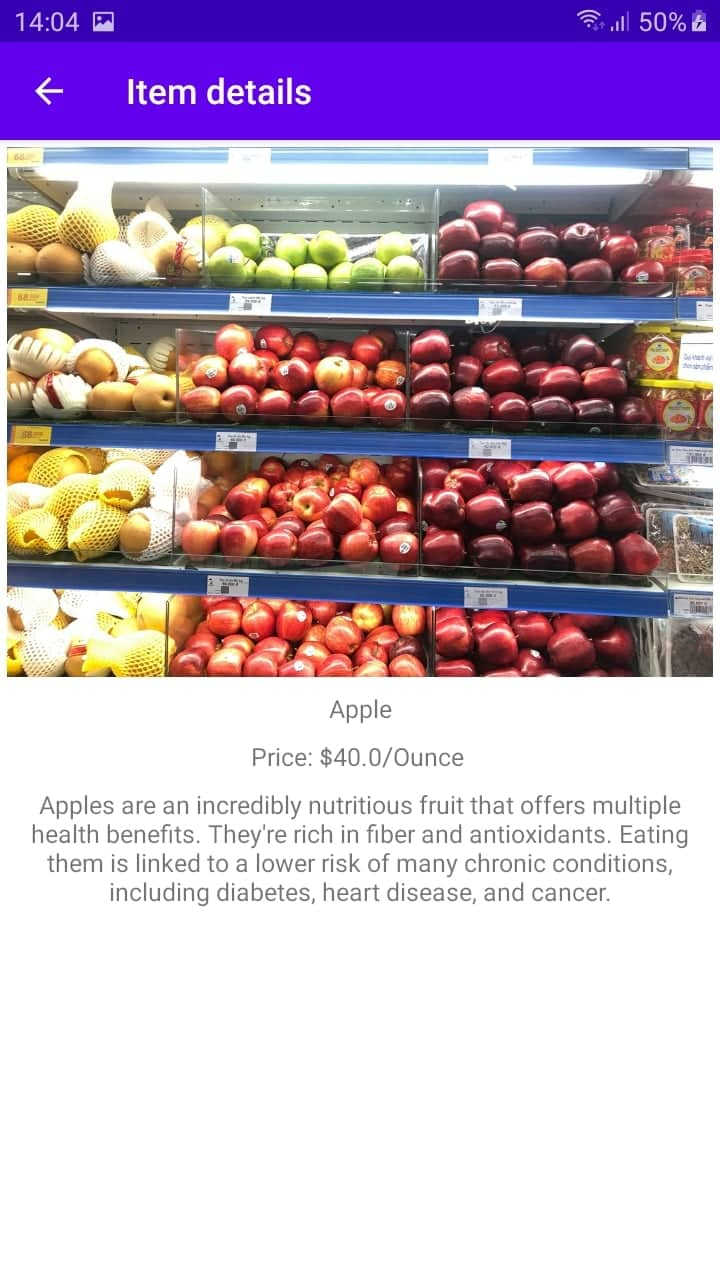 14:04
50%
Item details
Apple
Price: $40.0/Ounce
Apples are an incredibly nutritious fruit that offers multiple
health benefits. They're rich in fiber and antioxidants. Eating
them is linked to a lower risk of many chronic conditions,
including diabetes, heart disease, and cancer.